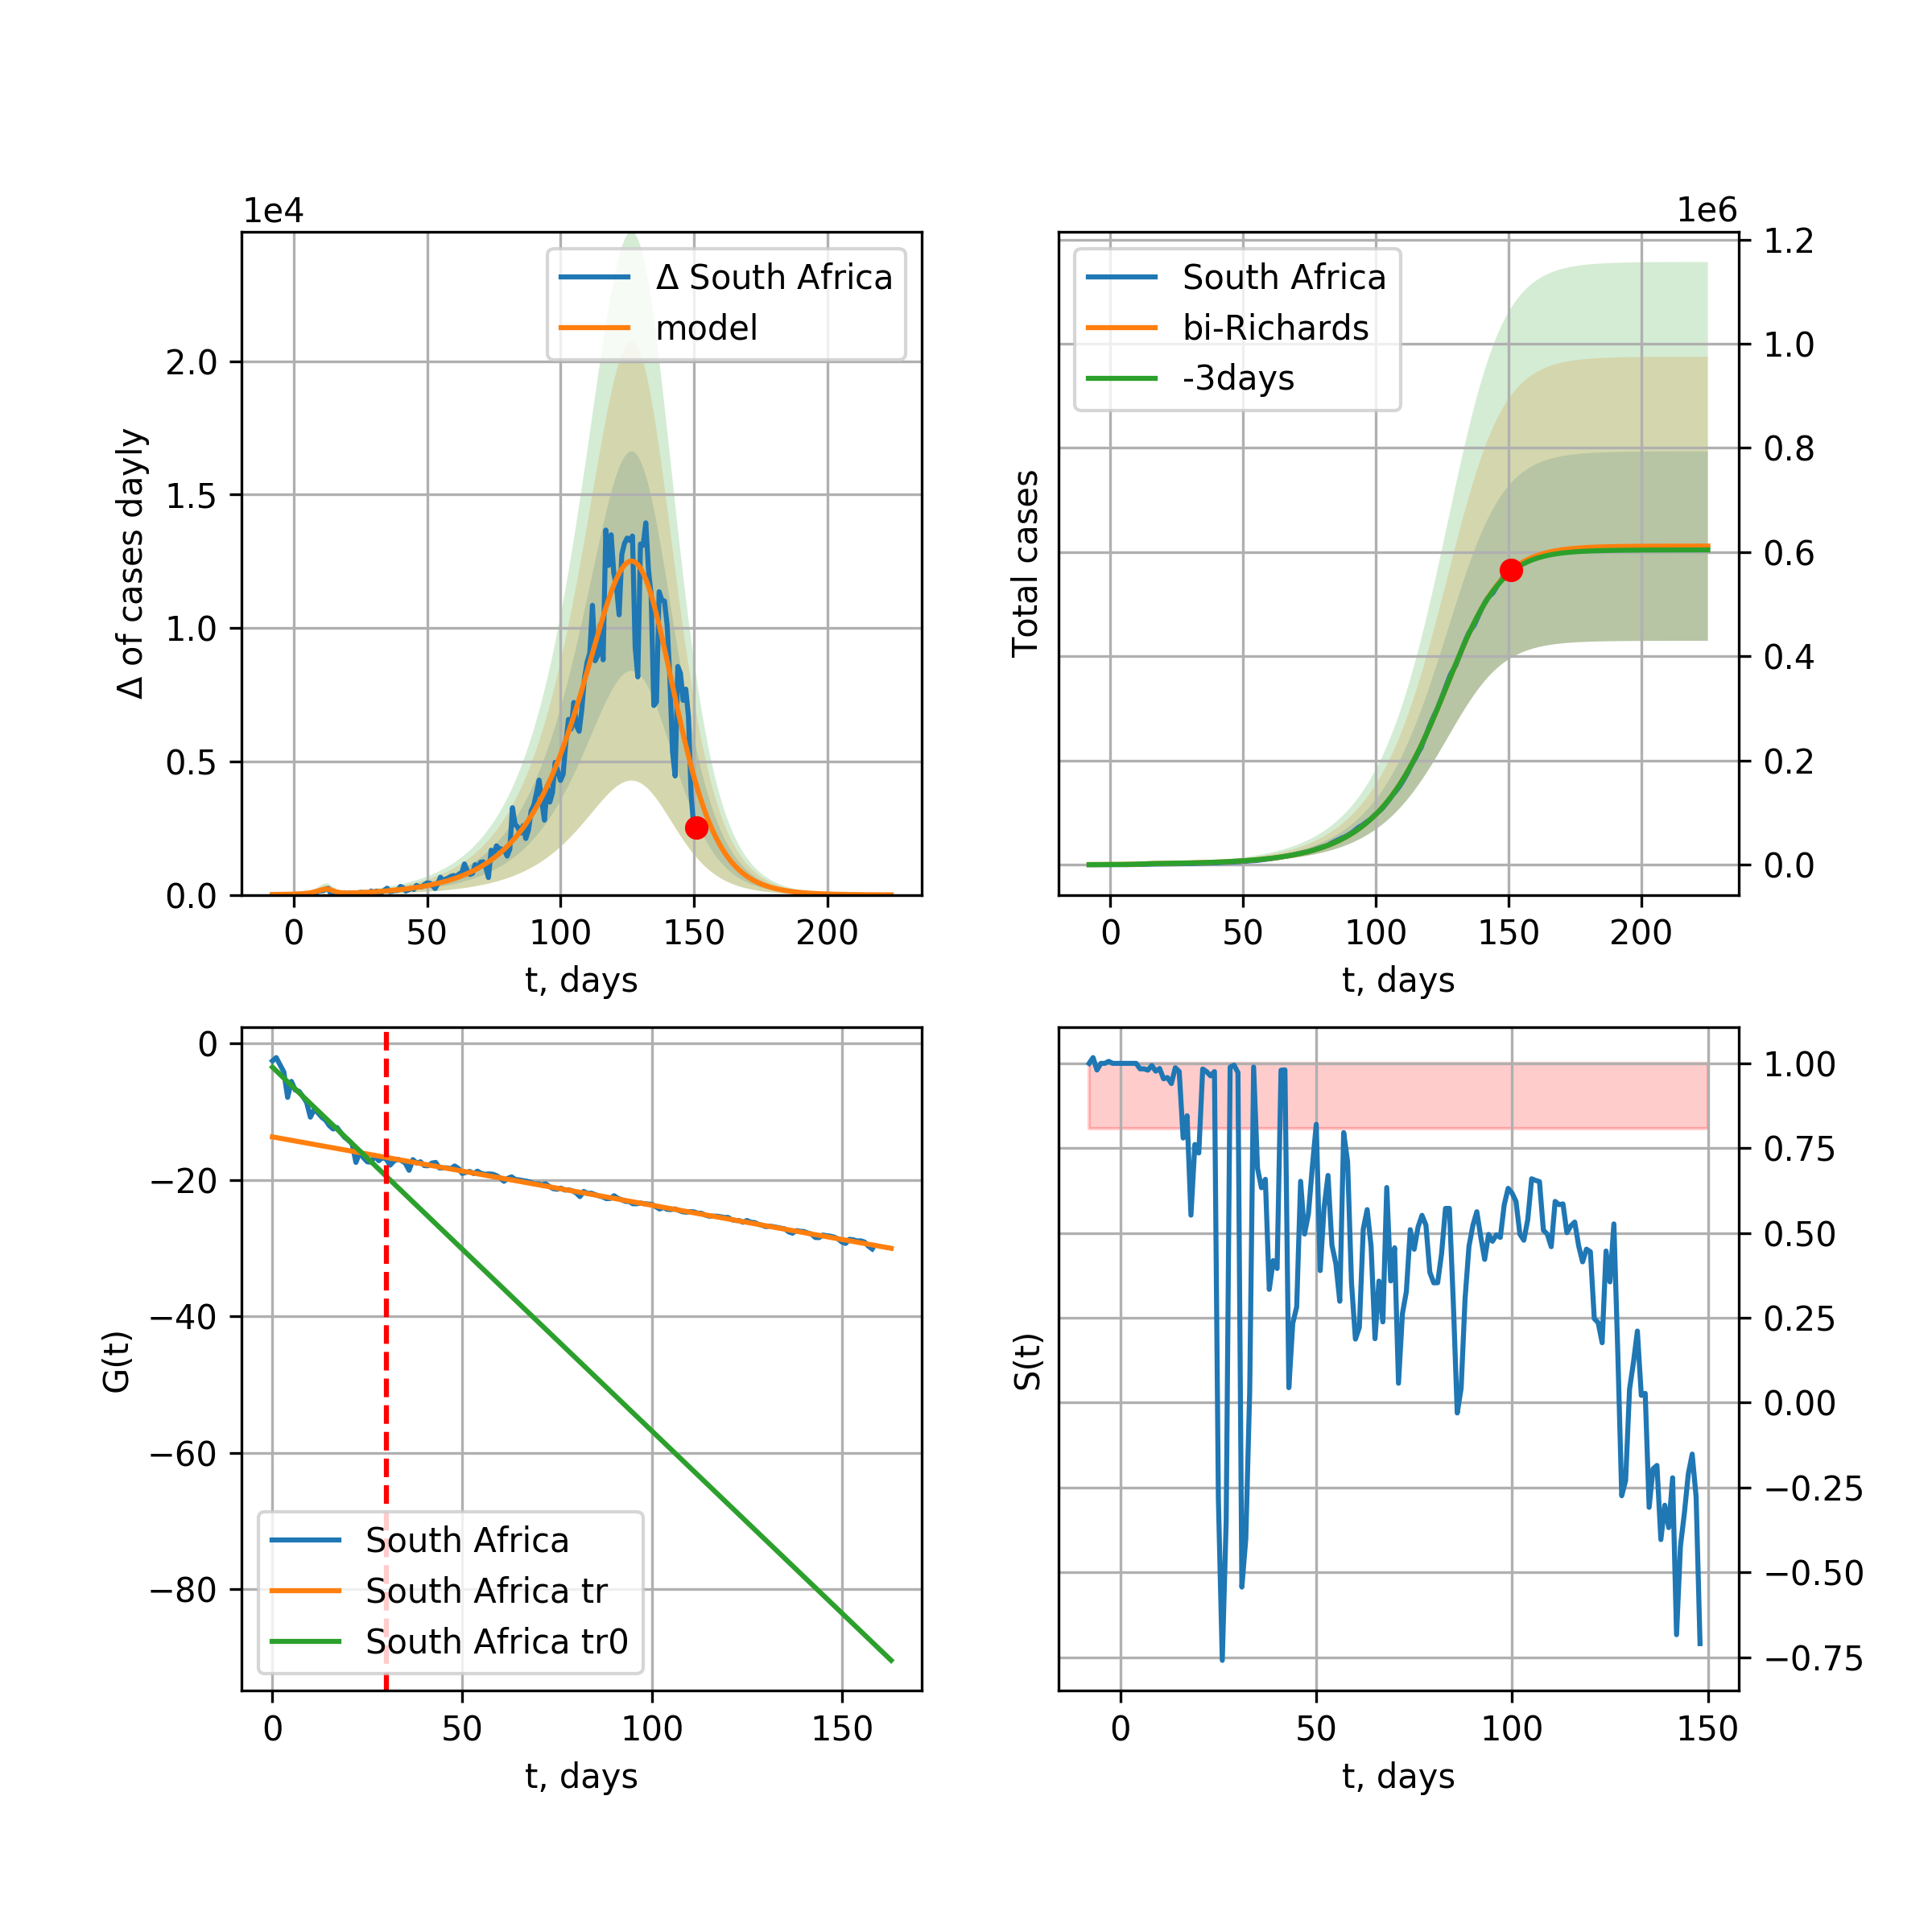 1e4
Δ of cases dayly
2.0
1.5
1.0
0.5
0.0
Δ South Africa
model
0 50 100 150 200
t, days
1e6
Total cases
South Africa
bi-Richards
-3days
1.2
1.0
0.8
0.6
0.4
0.2
0.0
0 50 100 150 200
t, days
G(t)
0
−20
−40
−60
−80
South Africa
South Africa tr
South Africa tr0
0 50 100 150
t, days
S(t)
1.00
0.75
0.50
0.25
0.00
−0.25
−0.50
−0.75
0 50 100 150
t, days